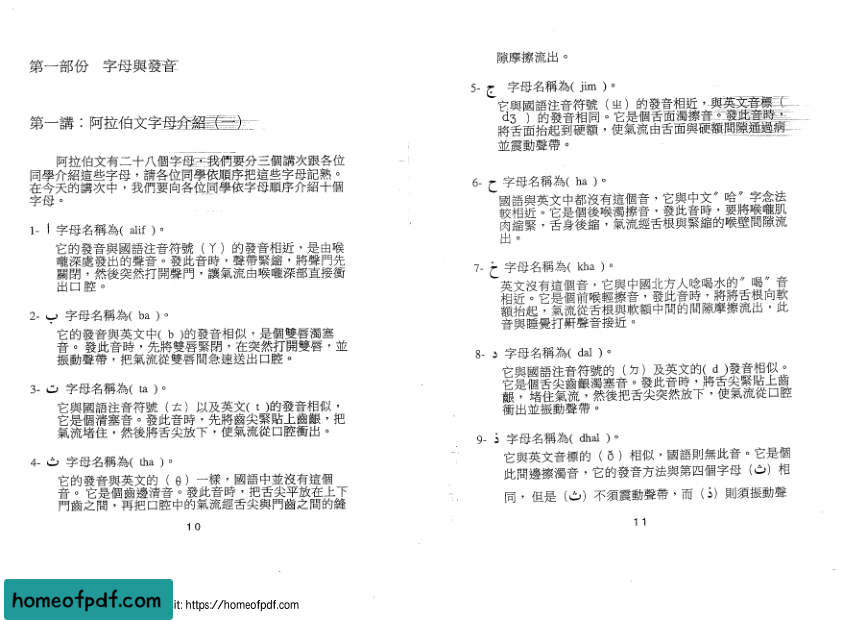 第一部份 字母與發音
第一講：阿拉伯文字母介紹（一）
阿拉伯文有二十八個字母，我們要分三個講次跟各位
同學介紹這些字母，請各位同學依順序把這些字母記熟。
在今天的講次中，我們要向各位同學依字母順序介紹十個
字母。
1- أ 字母名稱為( alif )。
它的發音與國語注音符號（ㄚ）的發音相近，是由喉
嚨深處發出的聲音。發此音時，聲帶緊縮，將聲門先
關閉，然後突然打開聲門，讓氣流由喉嚨深部直接衝
出口腔。
2- ب 字母名稱為( ba )。
它的發音與英文中( b )的發音相似，是個雙唇濁塞
音。 發此音時，先將雙唇緊閉，在突然打開雙唇，並
振動聲帶，把氣流從雙唇間急速送出口腔。
3- ت 字母名稱為( ta )。
它與國語注音符號（ㄊ）以及英文( t )的發音相似，
它是個清塞音。發此音時，先將齒尖緊貼上齒齦，把
氣流堵住，然後將舌尖放下，使氣流從口腔衝出。
4- ث 字母名稱為( tha )。
它的發音與英文的（ θ ）一樣，國語中並沒有這個
音。 它是個齒邊清音。發此音時，把舌尖平放在上下
門齒之間，再把口腔中的氣流經舌尖與門齒之間的縫
10
隙摩擦流出。
5- ج 字母名稱為( jim )。
它與國語注音符號（ㄓ）的發音相近，與英文音標（
dʒ ）的發音相同。它是個舌面濁擦音。發此音時，
將舌面抬起到硬額，使氣流由舌面與硬額間隙通過病
並震動聲帶。
6- ح 字母名稱為( ha )。
國語與英文中都沒有這個音，它與中文〞哈〞字念法
較相近。它是個後喉濁擦音，發此音時，要將喉嚨肌
肉縮緊，舌身後縮，氣流經舌根與緊縮的喉壁間隙流
出。
7- خ 字母名稱為( kha )。
英文沒有這個音，它與中國北方人唸喝水的〞喝〞音
相近。它是個前喉輕擦音，發此音時，將將舌根向軟
額抬起，氣流從舌根與軟額中間的間隙摩擦流出，此
音與睡覺打鼾聲音接近。
8- د 字母名稱為( dal )。
它與國語注音符號的（ㄉ）及英文的( d )發音相似。
它是個舌尖齒齦濁塞音。發此音時，將舌尖緊貼上齒
齦，堵住氣流，然後把舌尖突然放下，使氣流從口腔
衝出並振動聲帶。
9- ذ 字母名稱為( dhal )。
它與英文音標的（ ð ）相似，國語則無此音。它是個
此間邊擦濁音，它的發音方法與第四個字母（ث）相
同，但是（ث）不須震動聲帶，而（ذ）則須振動聲
11
homeofpdf.com
it: https://homeofpdf.com